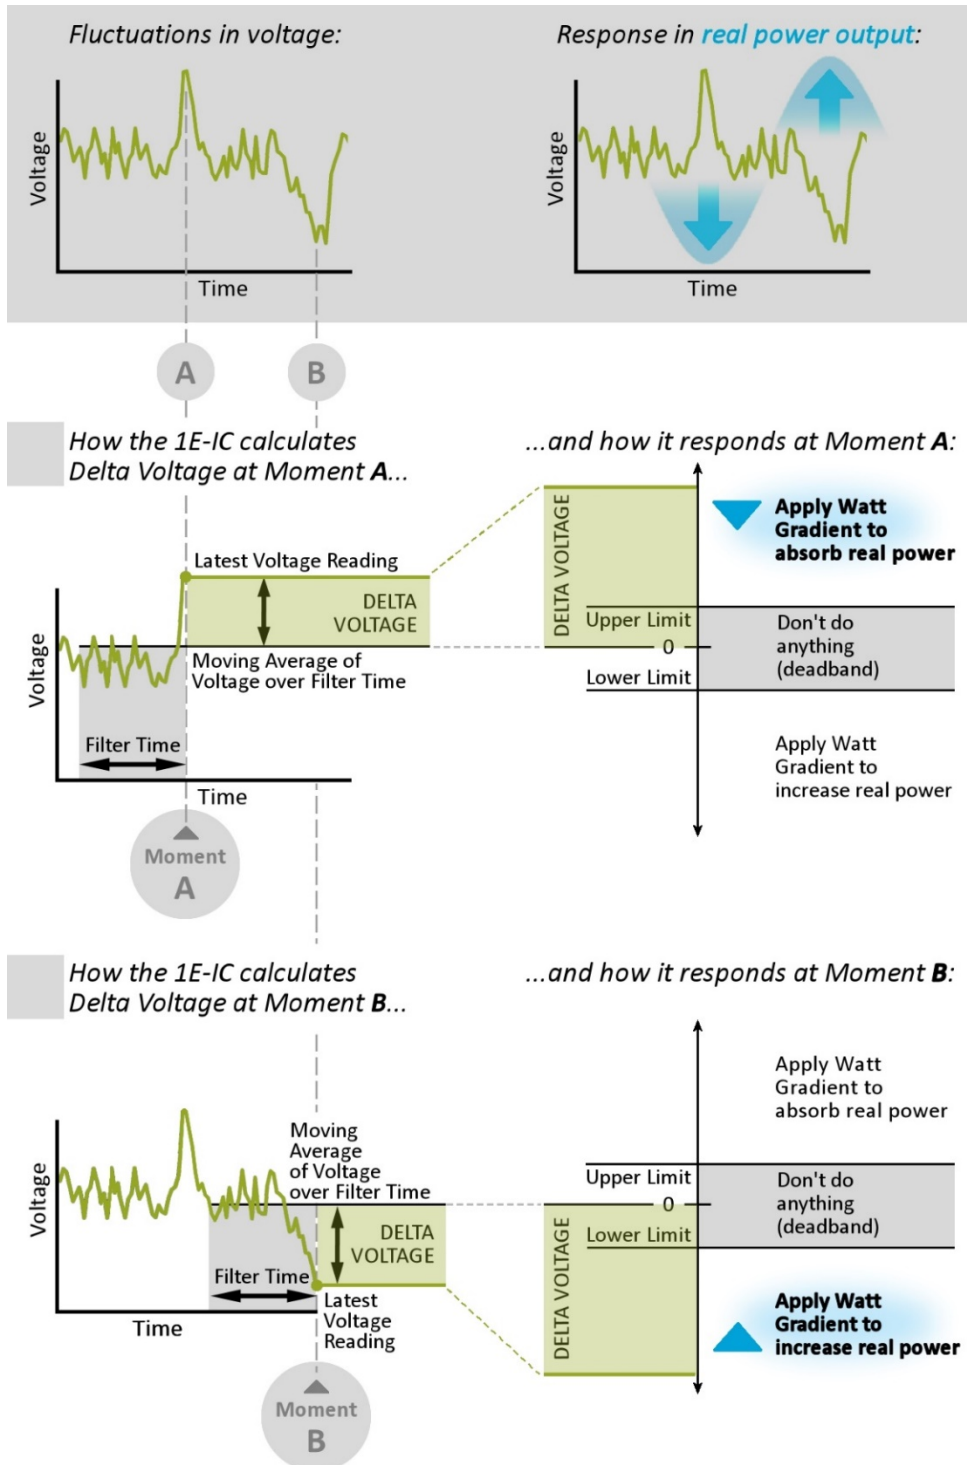 Fluctuations in voltage:
Response in real power output:
Voltage
Time
Voltage
Time
A
B
How the 1E-IC calculates
Delta Voltage at Moment A...
...and how it responds at Moment A:
Latest Voltage Reading
DELTA
VOLTAGE
Moving Average of
Voltage over Filter Time
Voltage
Filter Time
Time
Moment
A
DELTA VOLTAGE
Upper Limit
0
Lower Limit
Apply Watt
Gradient to
absorb real power
Don't do
anything
(deadband)
Apply Watt
Gradient to
increase real power
How the 1E-IC calculates
Delta Voltage at Moment B...
...and how it responds at Moment B:
Moving
Average
of Voltage
over Filter Time
Voltage
DELTA
VOLTAGE
Filter Time
Time
Latest
Voltage
Reading
Moment
B
Apply Watt
Gradient to
absorb real power
Upper Limit
0
Lower Limit
DELTA VOLTAGE
Don't do
anything
(deadband)
Apply Watt
Gradient to
increase real power